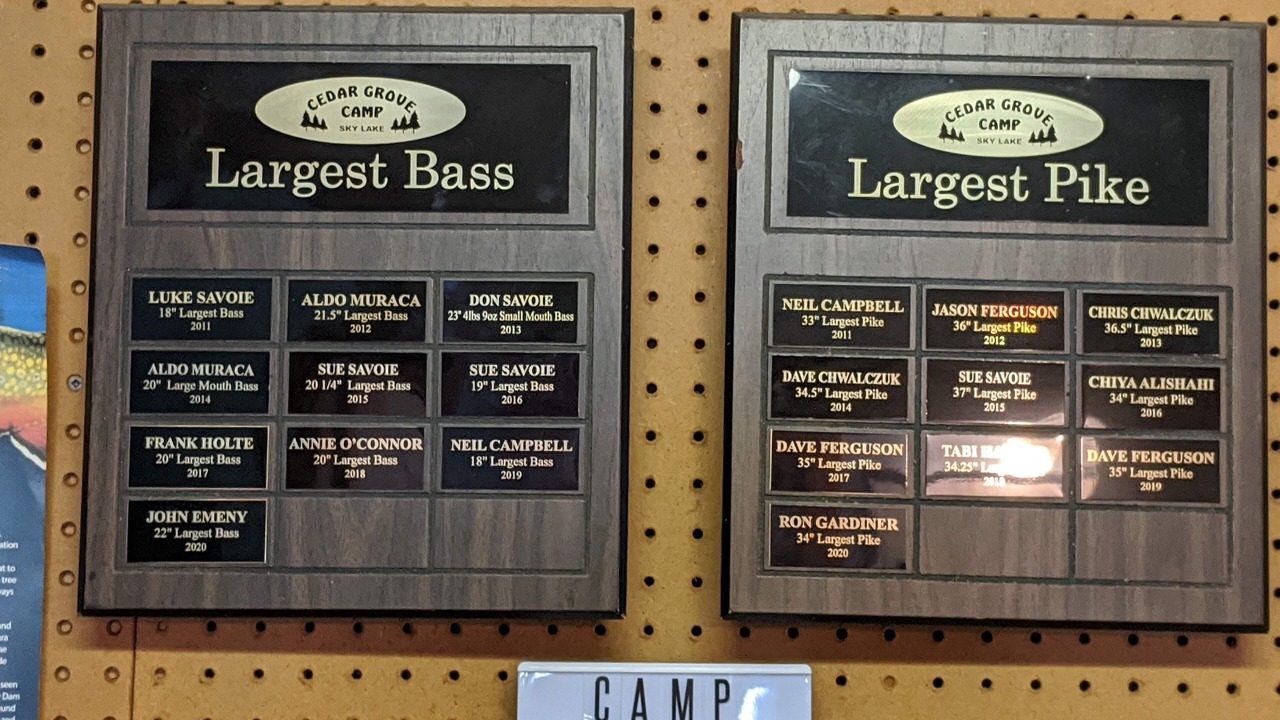 CEDAR GROVE
CAMP
SKY LAKE
Largest Bass
LUKE SAVOIE
18" Largest Bass
2011
ALDO MURACA
21.5" Largest Bass
2012
DON SAVOIE
23" 4lbs 9oz Small Mouth Bass
2013
ALDO MURACA
20" Large Mouth Bass
2014
SUE SAVOIE
20 1/4" Largest Bass
2015
SUE SAVOIE
19" Largest Bass
2016
FRANK HOLTE
20" Largest Bass
2017
ANNIE O'CONNOR
20" Largest Bass
2018
NEIL CAMPBELL
18" Largest Bass
2019
JOHN EMENY
22" Largest Bass
2020
CEDAR GROVE
CAMP
SKY LAKE
Largest Pike
NEIL CAMPBELL
33" Largest Pike
2011
JASON FERGUSON
36" Largest Pike
2012
CHRIS CHWALCZUK
36.5" Largest Pike
2013
DAVE CHWALCZUK
34.5" Largest Pike
2014
SUE SAVOIE
37" Largest Pike
2015
CHIYA ALISHAHI
34" Largest Pike
2016
DAVE FERGUSON
35" Largest Pike
2017
TABI
34.25"
2018
DAVE FERGUSON
35" Largest Pike
2019
RON GARDINER
34" Largest Pike
2020
CAMP